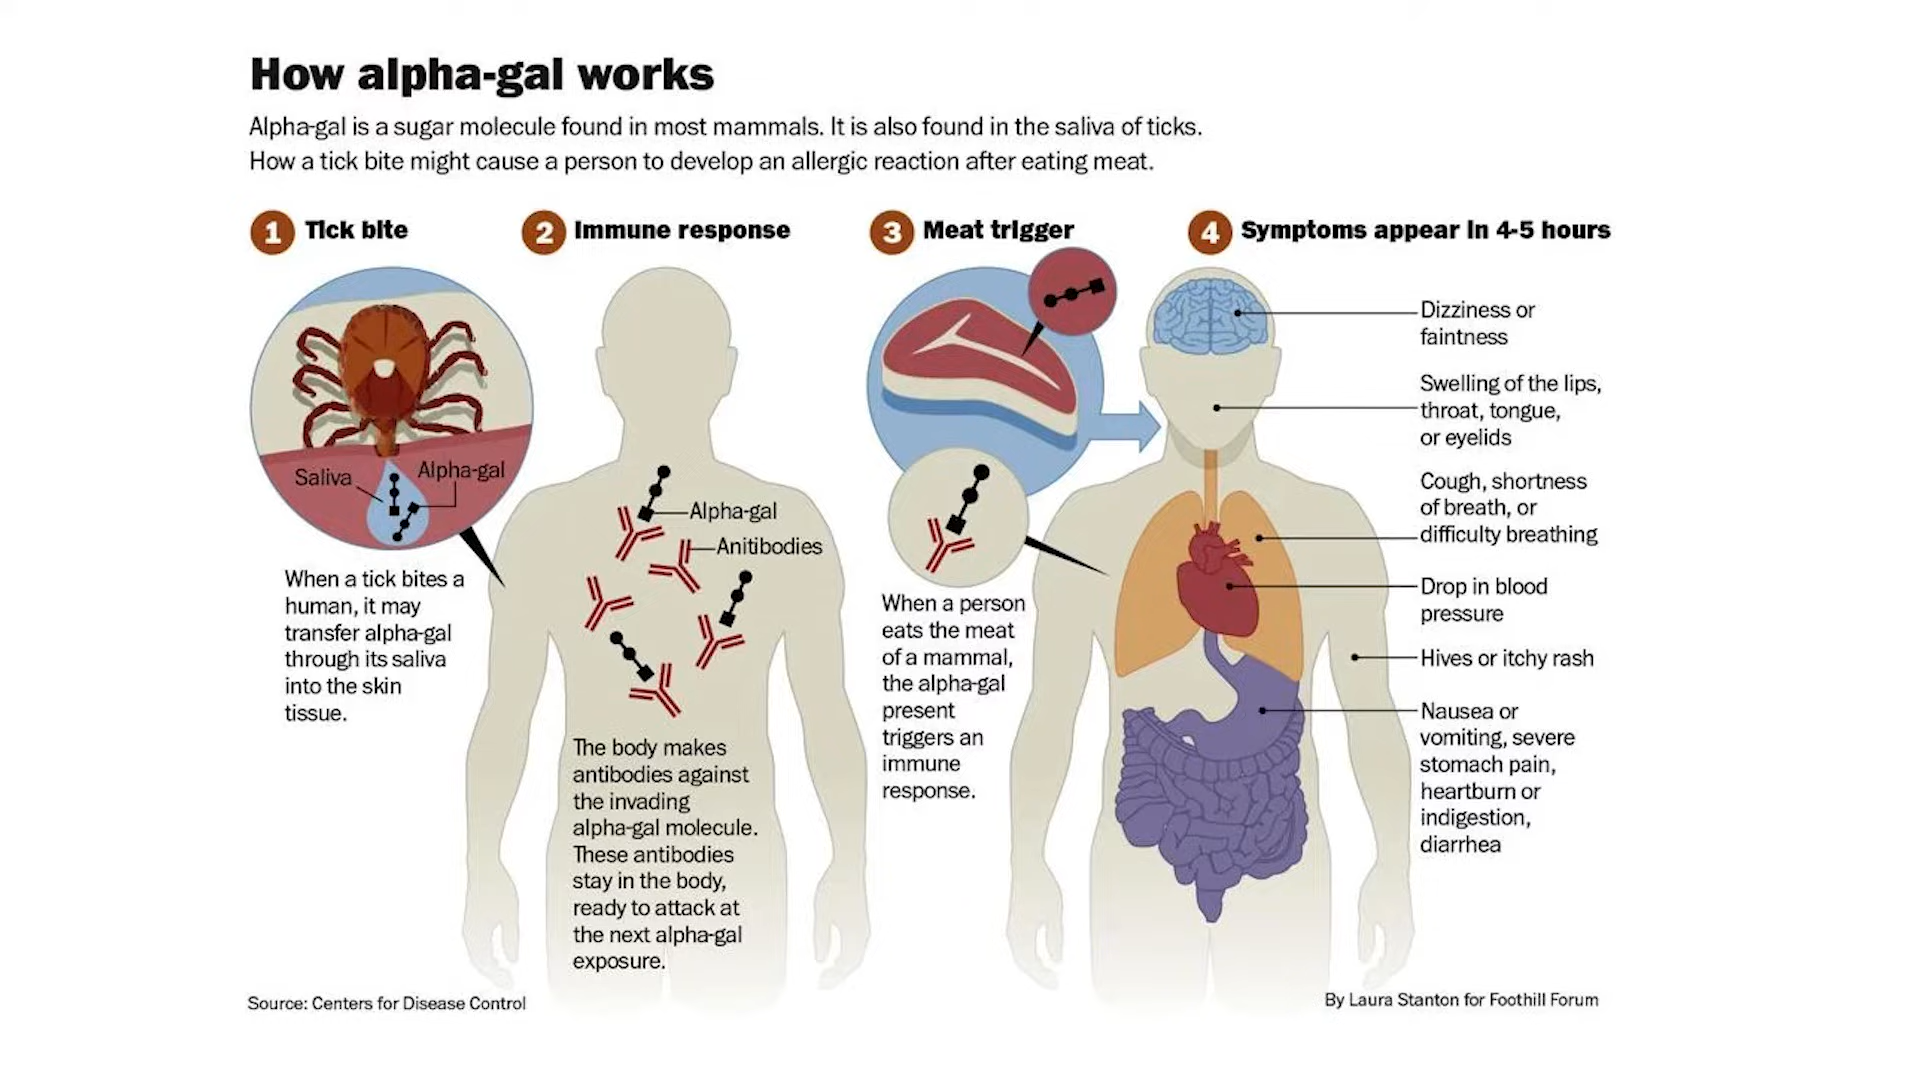 How alpha-gal works
Alpha-gal is a sugar molecule found in most mammals. It is also found in the saliva of ticks.
How a tick bite might cause a person to develop an allergic reaction after eating meat.
1 Tick bite
Saliva
Alpha-gal
When a tick bites a
human, it may
transfer alpha-gal
through its saliva
into the skin
tissue.
2 Immune response
Alpha-gal
Anitibodies
The body makes
antibodies against
the invading
alpha-gal molecule.
These antibodies
stay in the body,
ready to attack at
the next alpha-gal
exposure.
3 Meat trigger
When a person
eats the meat
of a mammal,
the alpha-gal
present
triggers an
immune
response.
4 Symptoms appear in 4-5 hours
Dizziness or
faintness
Swelling of the lips,
throat, tongue,
or eyelids
Cough, shortness
of breath, or
difficulty breathing
Drop in blood
pressure
Hives or itchy rash
Nausea or
vomiting, severe
stomach pain,
heartburn or
indigestion,
diarrhea
Source: Centers for Disease Control
By Laura Stanton for Foothill Forum